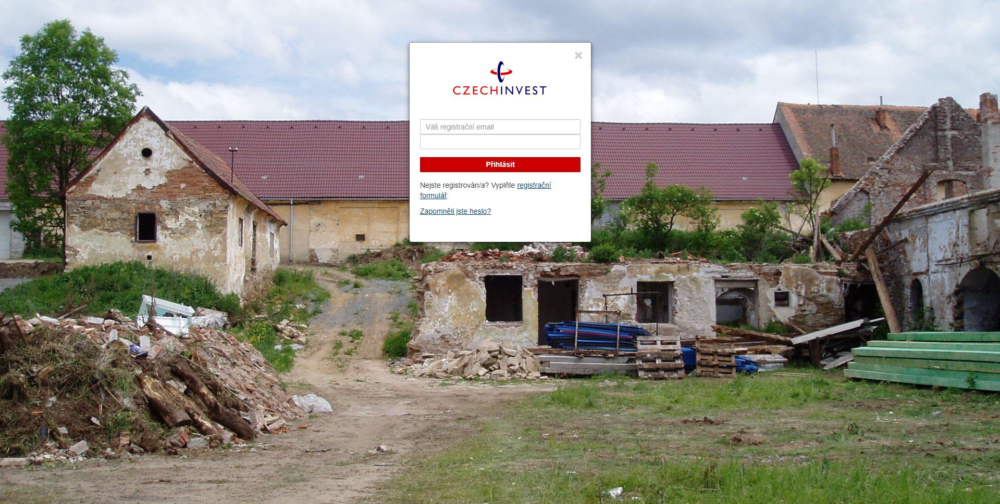 CZECHINVEST
Váš registrační email
Přihlásit
Nejste registrován/a? Vyplňte registrační
formulář.
Zapomněli jste heslo?